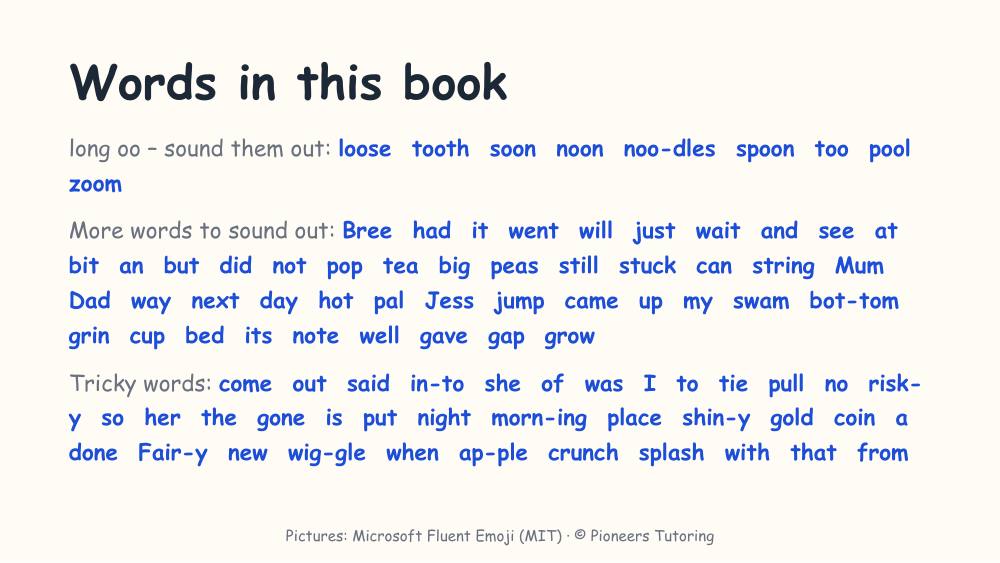 Words in this book
long oo – sound them out: loose tooth soon noon noo-dles spoon too pool
zoom
More words to sound out: Bree had it went will just wait and see at
bit an but did not pop tea big peas still stuck can string Mum
Dad way next day hot pal Jess jump came up my swam bot-tom
grin cup bed its note well gave gap grow
Tricky words: come out said in-to she of was I to tie pull no risk-
y so her the gone is put night morn-ing place shin-y gold coin a
done Fair-y new wig-gle when ap-ple crunch splash with that from
Pictures: Microsoft Fluent Emoji (MIT) · © Pioneers Tutoring